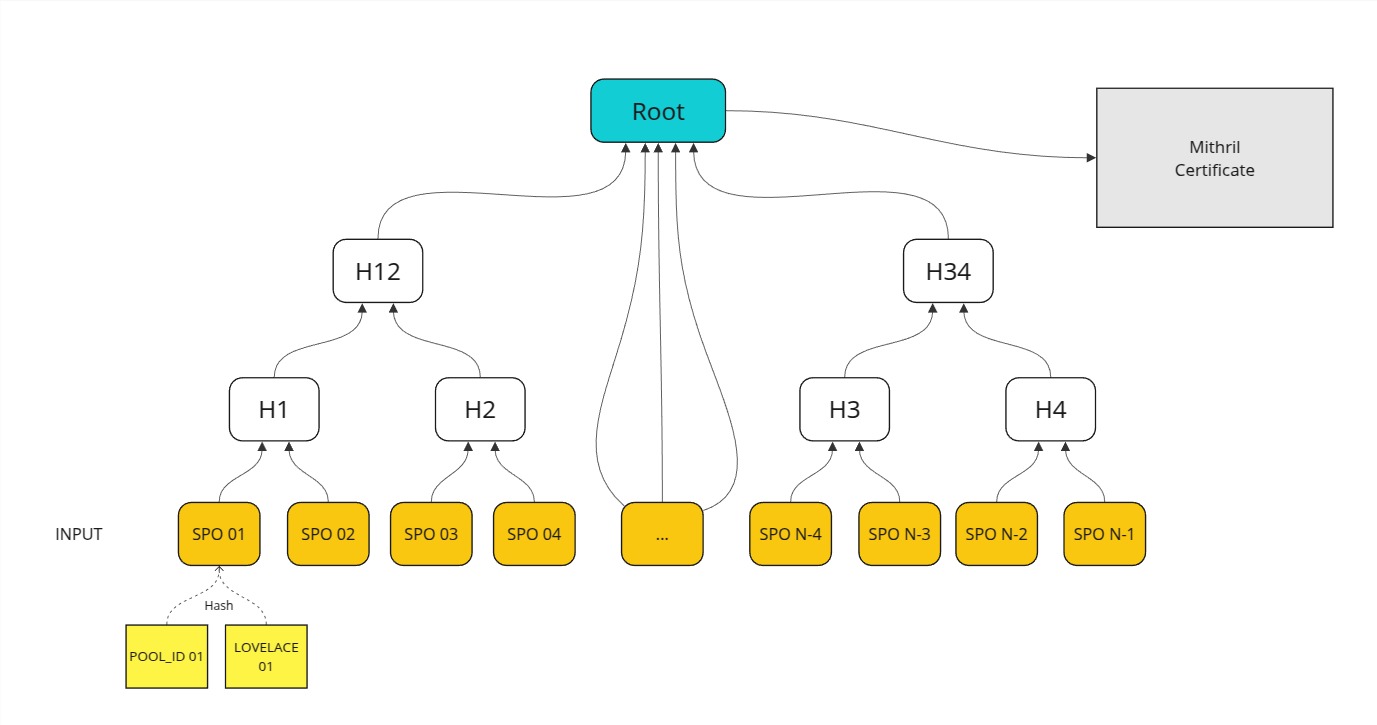 Root
Mithril
Certificate
H12
H34
H1
H2
H3
H4
INPUT
SPO 01
SPO 02
SPO 03
SPO 04
...
SPO N-4
SPO N-3
SPO N-2
SPO N-1
Hash
POOL_ID 01
LOVELACE
01